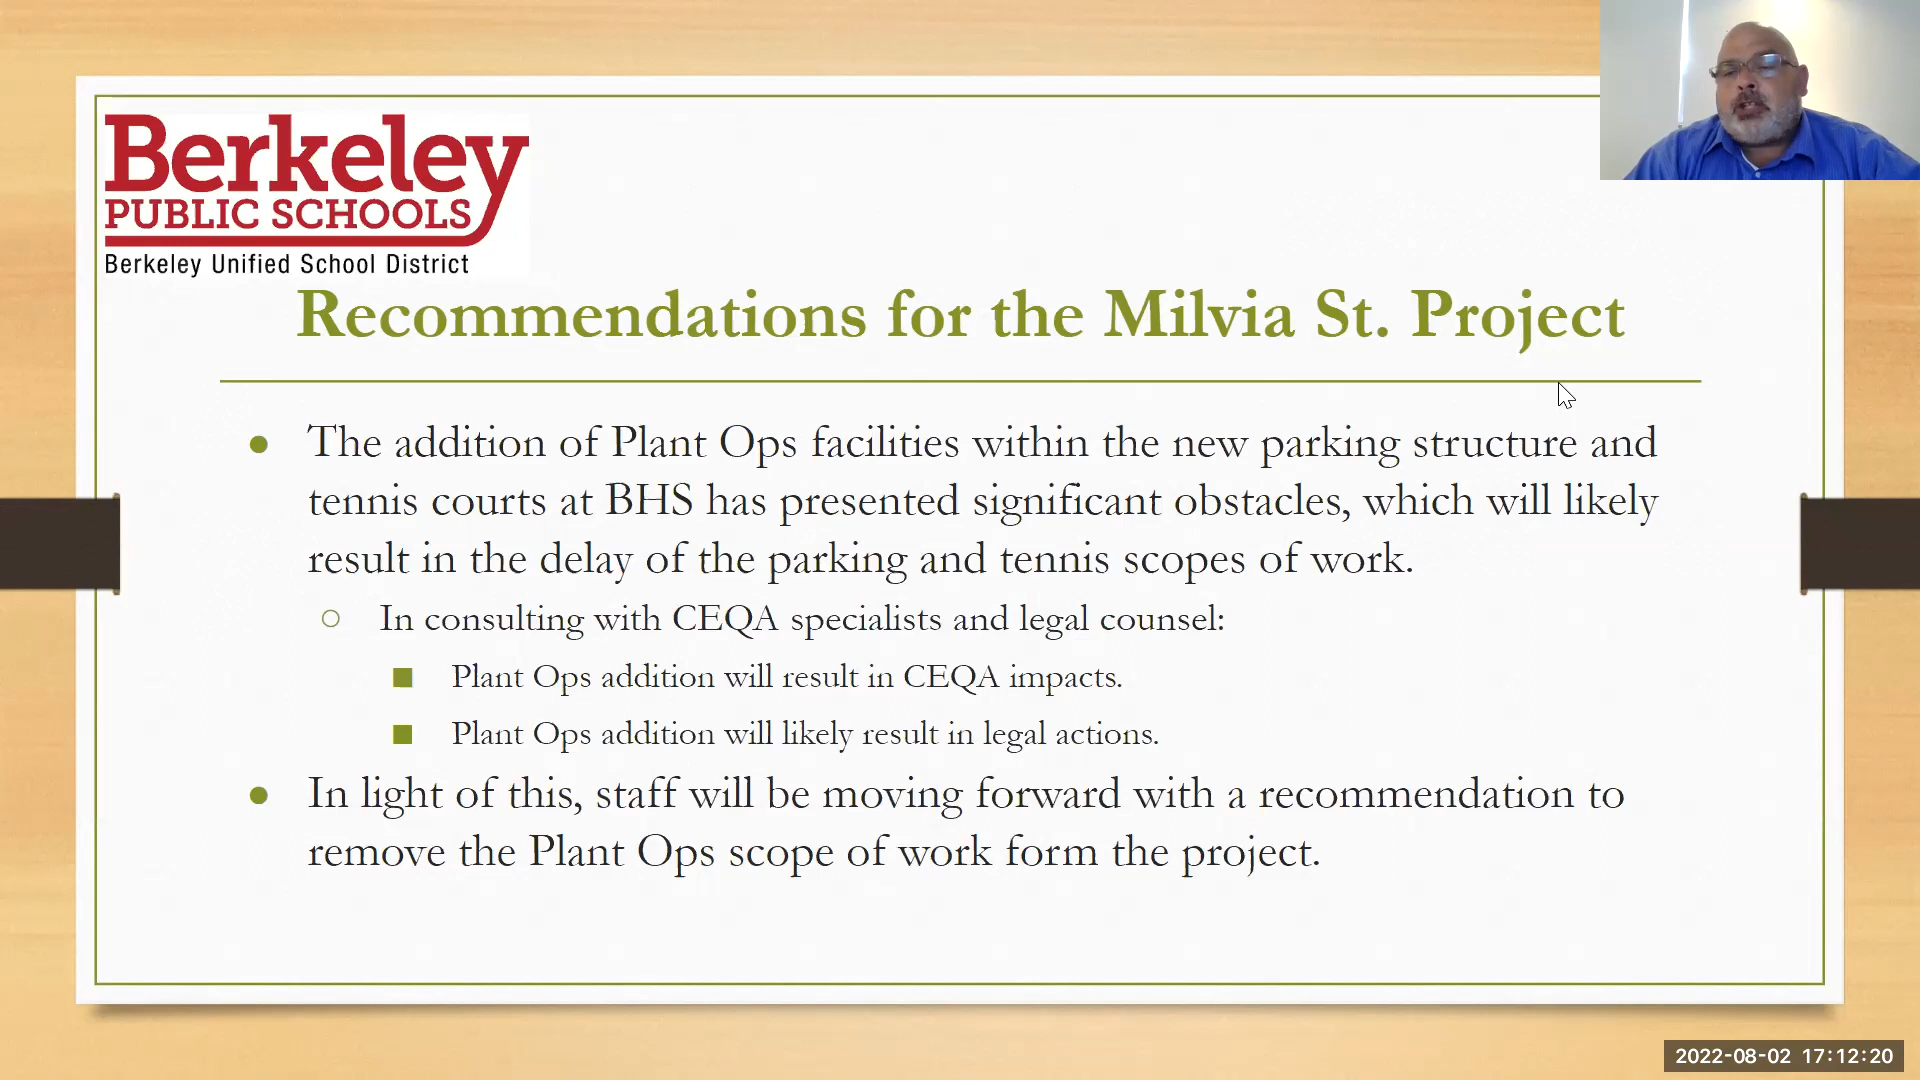 Berkeley
PUBLIC SCHOOLS
Berkeley Unified School District
Recommendations for the Milvia St. Project
The addition of Plant Ops facilities within the new parking structure and
tennis courts at BHS has presented significant obstacles, which will likely
result in the delay of the parking and tennis scopes of work.
In consulting with CEQA specialists and legal counsel:
Plant Ops addition will result in CEQA impacts.
Plant Ops addition will likely result in legal actions.
In light of this, staff will be moving forward with a recommendation to
remove the Plant Ops scope of work form the project.
2022-08-02 17:12:20